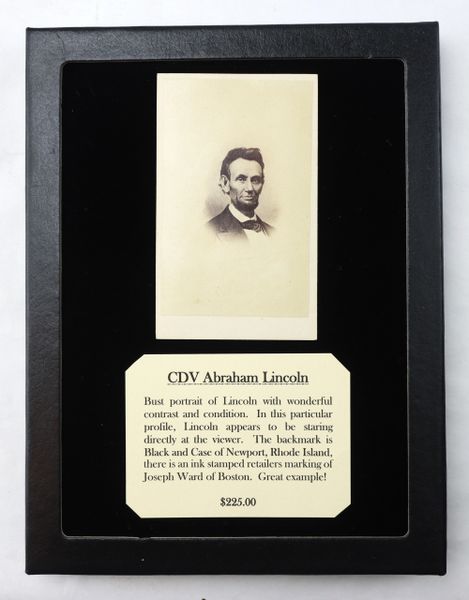 CDV Abraham Lincoln
Bust portrait of Lincoln with wonderful
contrast and condition. In this particular
profile, Lincoln appears to be staring
directly at the viewer. The backmark is
Black and Case of Newport, Rhode Island,
there is an ink stamped retailers marking of
Joseph Ward of Boston. Great example!
$225.00